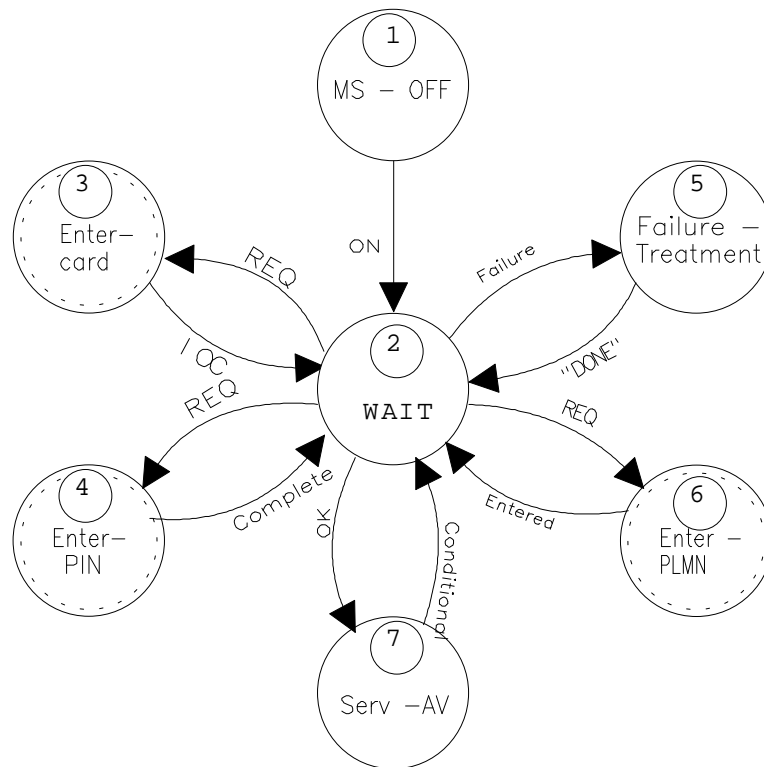 1
MS - OFF
3
Enter-
card
5
Failure -
Treatment
ON
REQ
Failure
I OC
"DONE"
2
WAIT
REQ
REQ
4
Enter-
PIN
Complete
OK
Conditional
Entered
6
Enter -
PLMN
7
Serv -AV